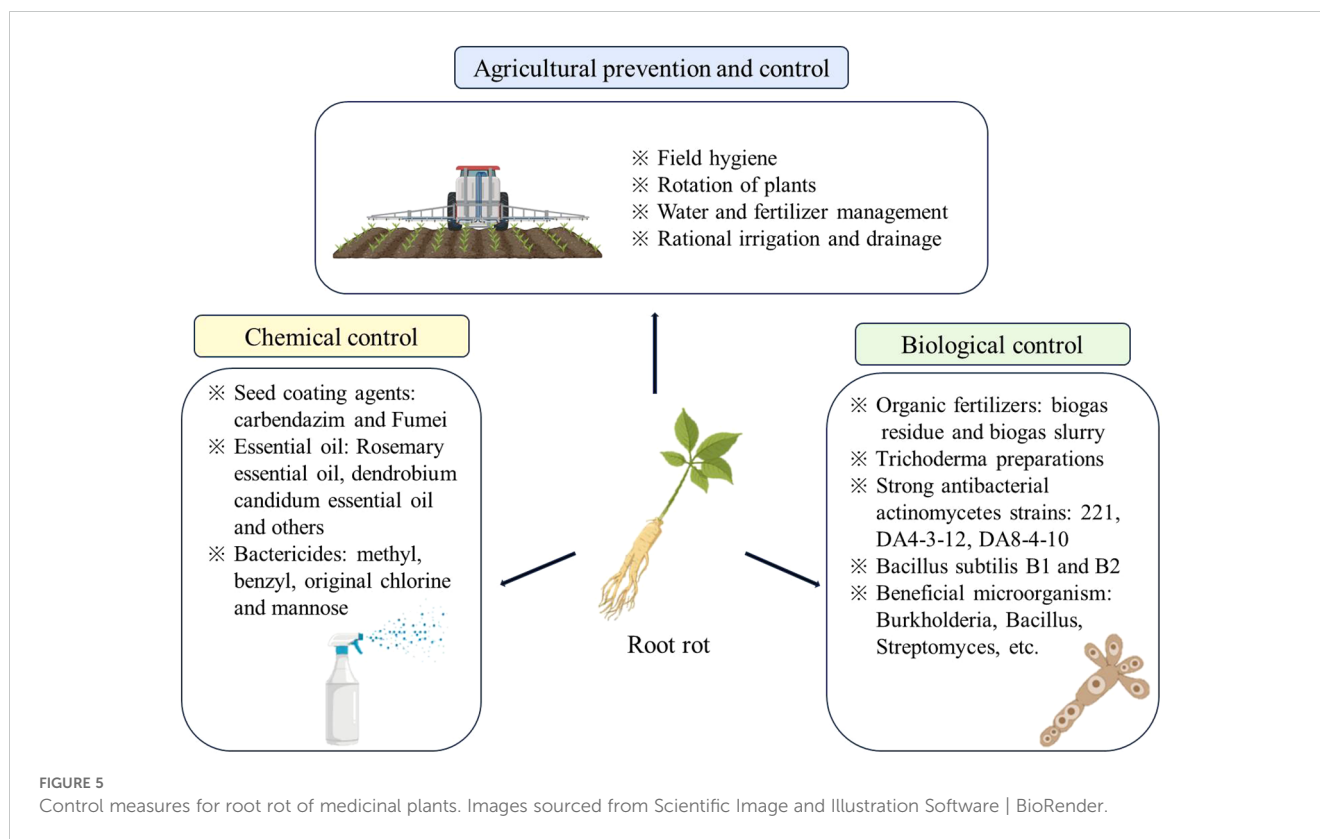 Agricultural prevention and control
※ Field hygiene
※ Rotation of plants
※ Water and fertilizer management
※ Rational irrigation and drainage
Chemical control
※ Seed coating agents:
carbendazim and Fumei
※ Essential oil: Rosemary
essential oil, dendrobium
candidum essential oil
and others
※ Bactericides: methyl,
benzyl, original chlorine
and mannose
Root rot
Biological control
※ Organic fertilizers: biogas
residue and biogas slurry
※ Trichoderma preparations
※ Strong antibacterial
actinomycetes strains: 221,
DA4-3-12, DA8-4-10
※ Bacillus subtilis B1 and B2
※ Beneficial microorganism:
Burkholderia, Bacillus,
Streptomyces, etc.
FIGURE 5
Control measures for root rot of medicinal plants. Images sourced from Scientific Image and Illustration Software | BioRender.